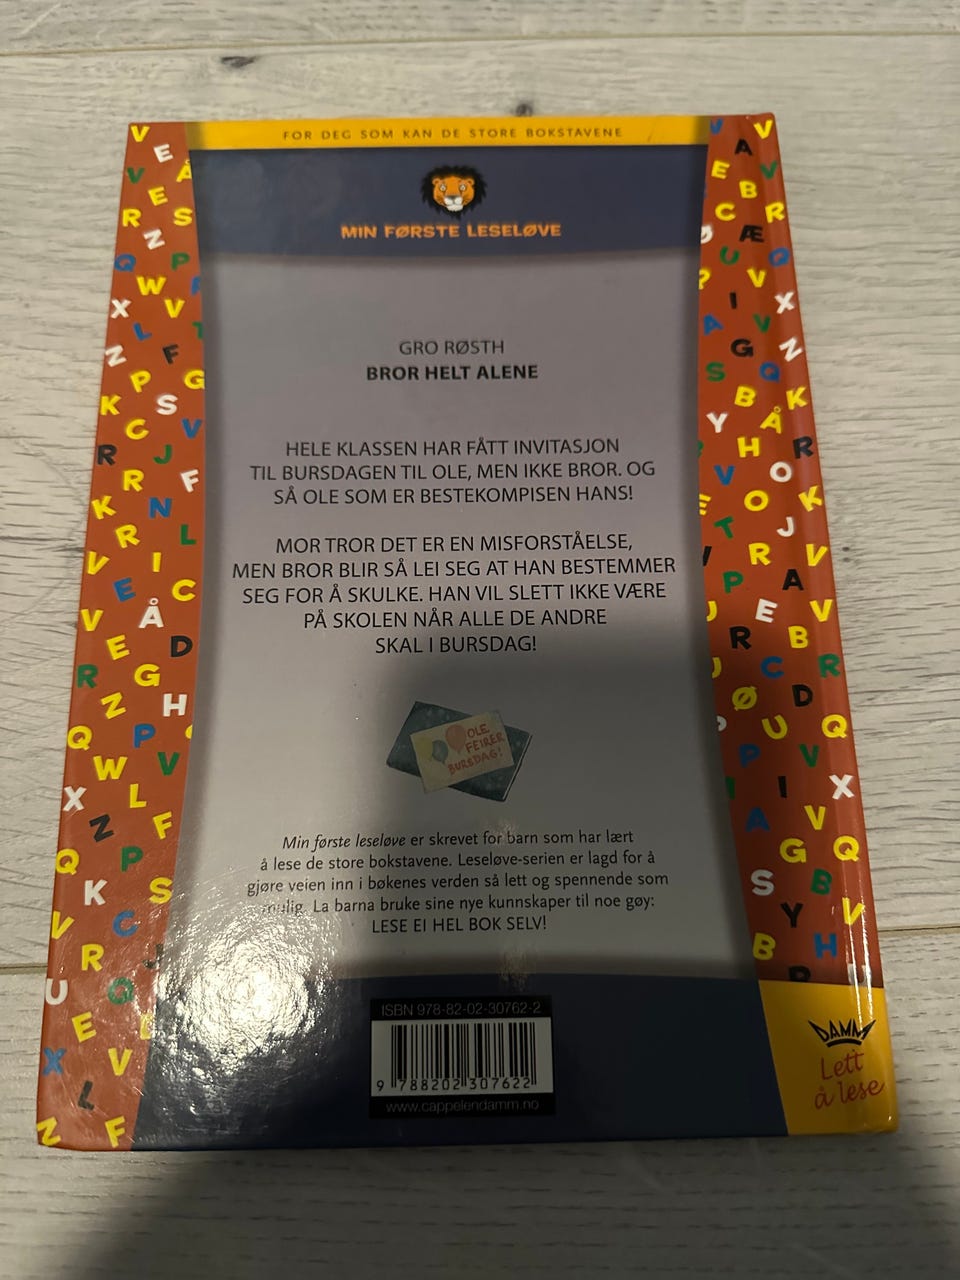 FOR DEG SOM KAN DE STORE BOKSTAVENE
MIN FØRSTE LESELØVE
GRO RØSTH
BROR HELT ALENE
HELE KLASSEN HAR FÅTT INVITASJON
TIL BURSDAGEN TIL OLE, MEN IKKE BROR. OG
SÅ OLE SOM ER BESTEKOMPISEN HANS!
MOR TROR DET ER EN MISFORSTÅELSE,
MEN BROR BLIR SÅ LEI SEG AT HAN BESTEMMER
SEG FOR Å SKULKE. HAN VIL SLETT IKKE VÆRE
PÅ SKOLEN NÅR ALLE DE ANDRE
SKAL I BURSDAG!
OLE
FEIRER
BURSDAG!
Min første leseløve er skrevet for barn som har lært
å lese de store bokstavene. Leseløve-serien er lagd for å
gjøre veien inn i bøkenes verden så lett og spennende som
mulig. La barna bruke sine nye kunnskaper til noe gøy:
LESE EI HEL BOK SELV!
ISBN 978-82-02-30762-2
9 788202 307622
www.cappelendamm.no
DAMM
Lett
å lese